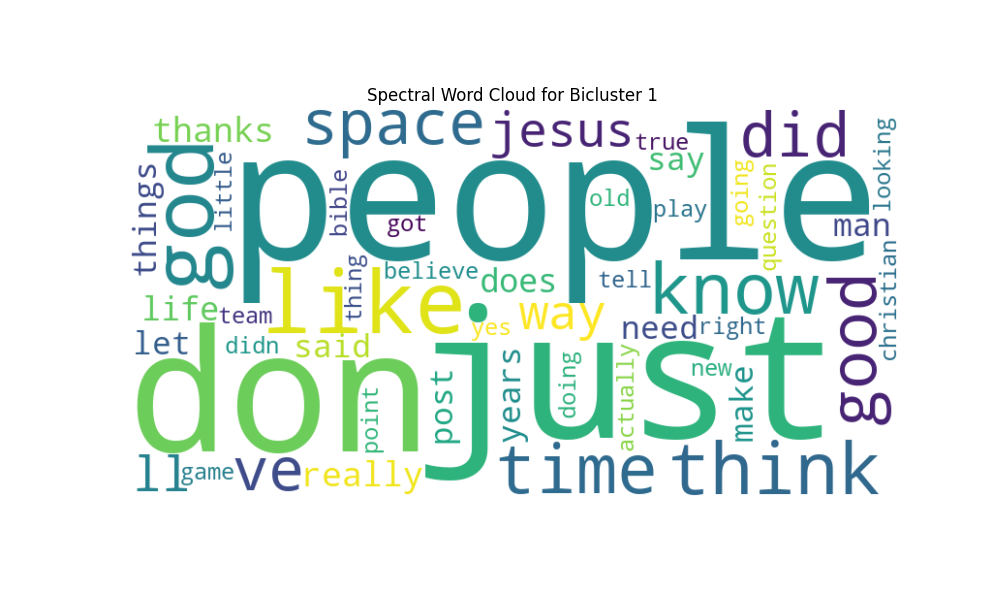 Spectral Word Cloud for Bicluster 1
thanks
space
jesus
true
did
looking
things
god
little
people
say
bible
got
old
play
going
question
man
like
thing
believe
does
tell
know
christian
life
team
yes
way
need
right
good
let
didn
said
don
just
point
post
years
doing
actually
new
make
ll
game
ve
really
time
think